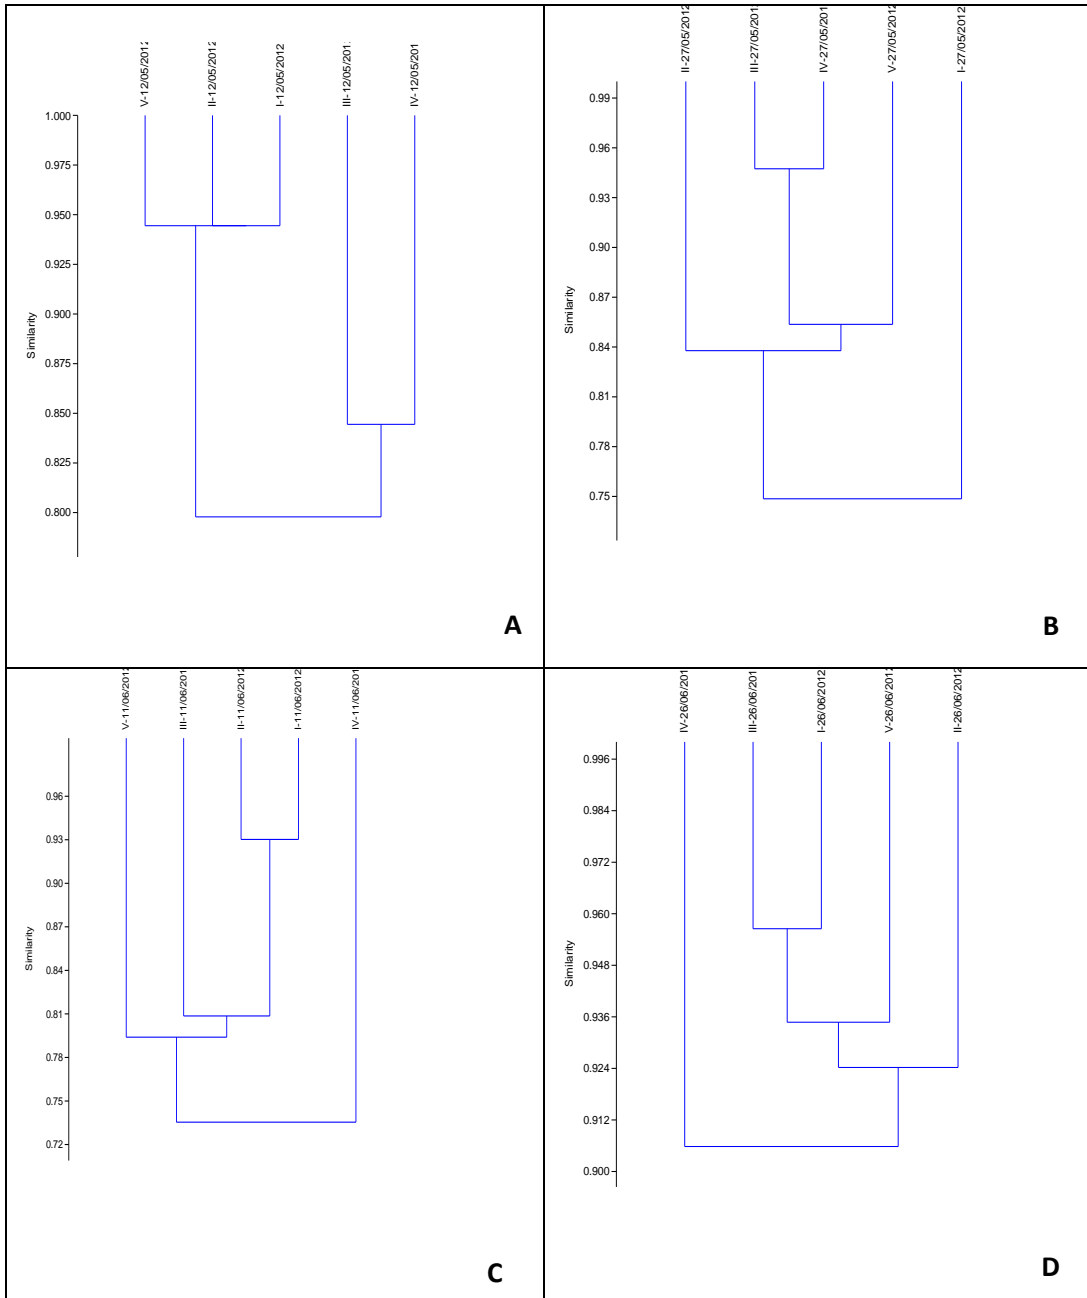 V-12/05/2012
II-12/05/2012
I-12/05/2012
III-12/05/201.
IV-12/05/201
1.000
0.975
0.950
0.925
0.900
0.875
0.850
0.825
0.800
Similarity
A
II-27/05/2012
III-27/05/201
IV-27/05/201
V-27/05/2012
I-27/05/2012
0.99
0.96
0.93
0.90
0.87
0.84
0.81
0.78
0.75
Similarity
B
V-11/06/2012
III-11/06/201
II-11/06/2012
I-11/06/2012
IV-11/06/201
0.96
0.93
0.90
0.87
0.84
0.81
0.78
0.75
0.72
Similarity
C
IV-26/06/201
III-26/06/201
I-26/06/2012
V-26/06/2012
II-26/06/2012
0.996
0.984
0.972
0.960
0.948
0.936
0.924
0.912
0.900
Similarity
D